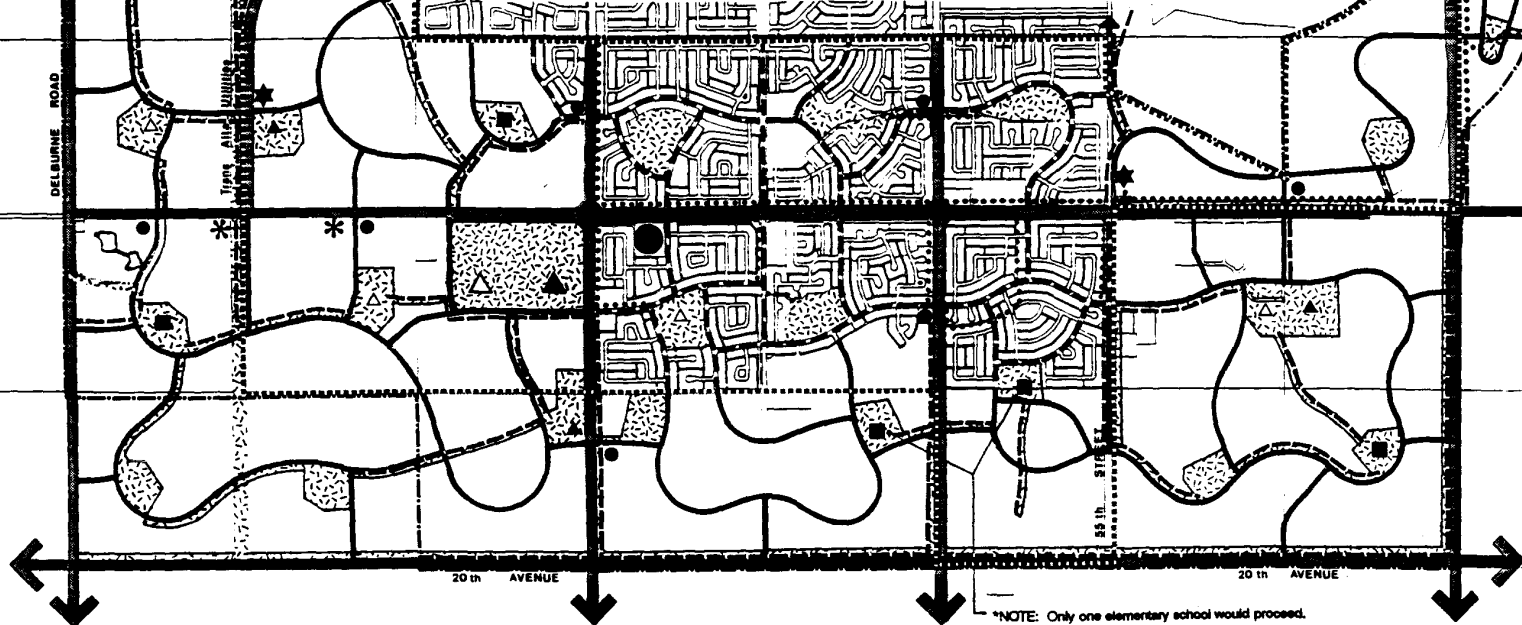 DELBURNE ROAD
Trans Alta Utilities
55 th STREET
20 th AVENUE
20 th AVENUE
*NOTE: Only one elementary school would proceed.